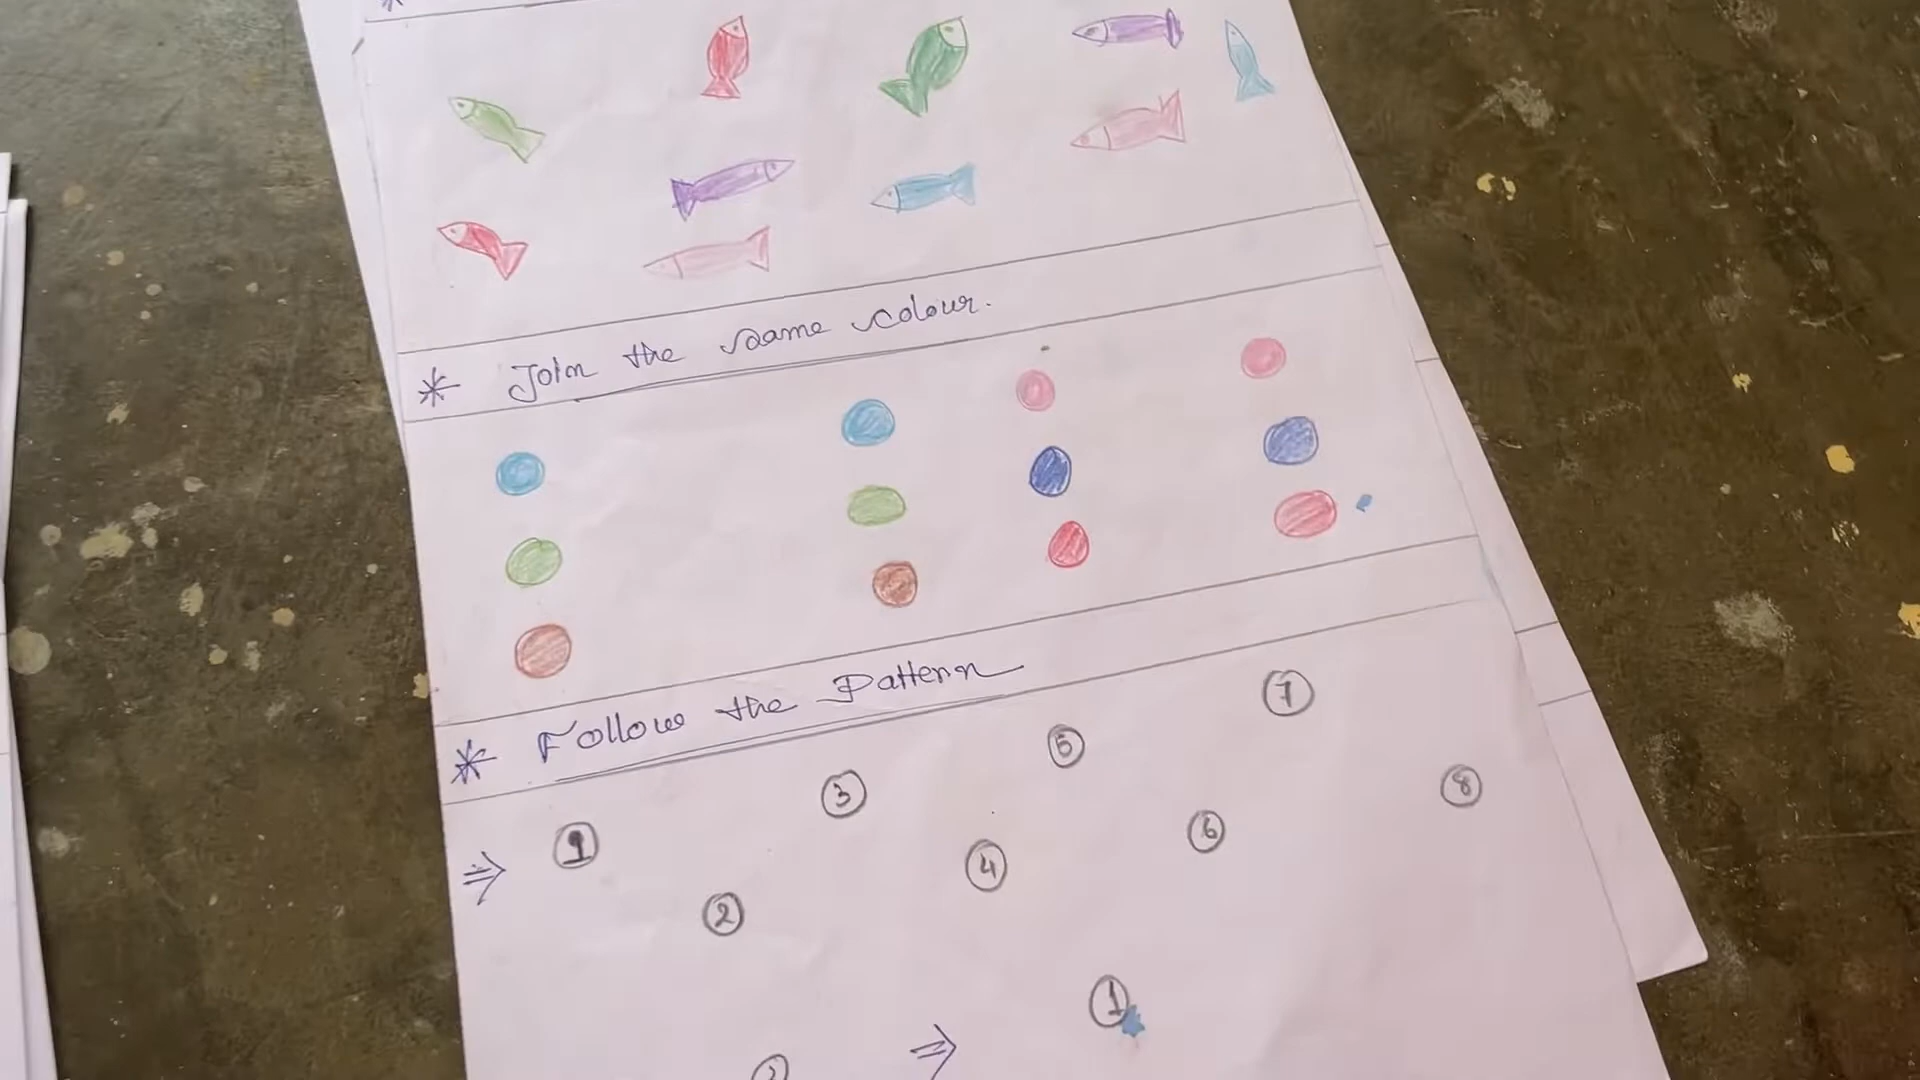 * Join the same colour.
* Follow the Pattern
⇒ 1 2 3 4 5 6 7 8
⇒ 1